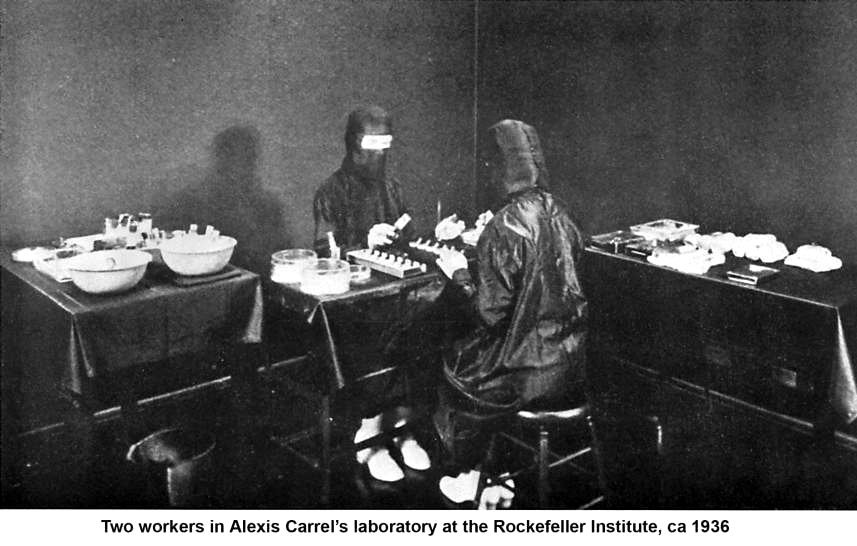 Two workers in Alexis Carrel's laboratory at the Rockefeller Institute, ca 1936